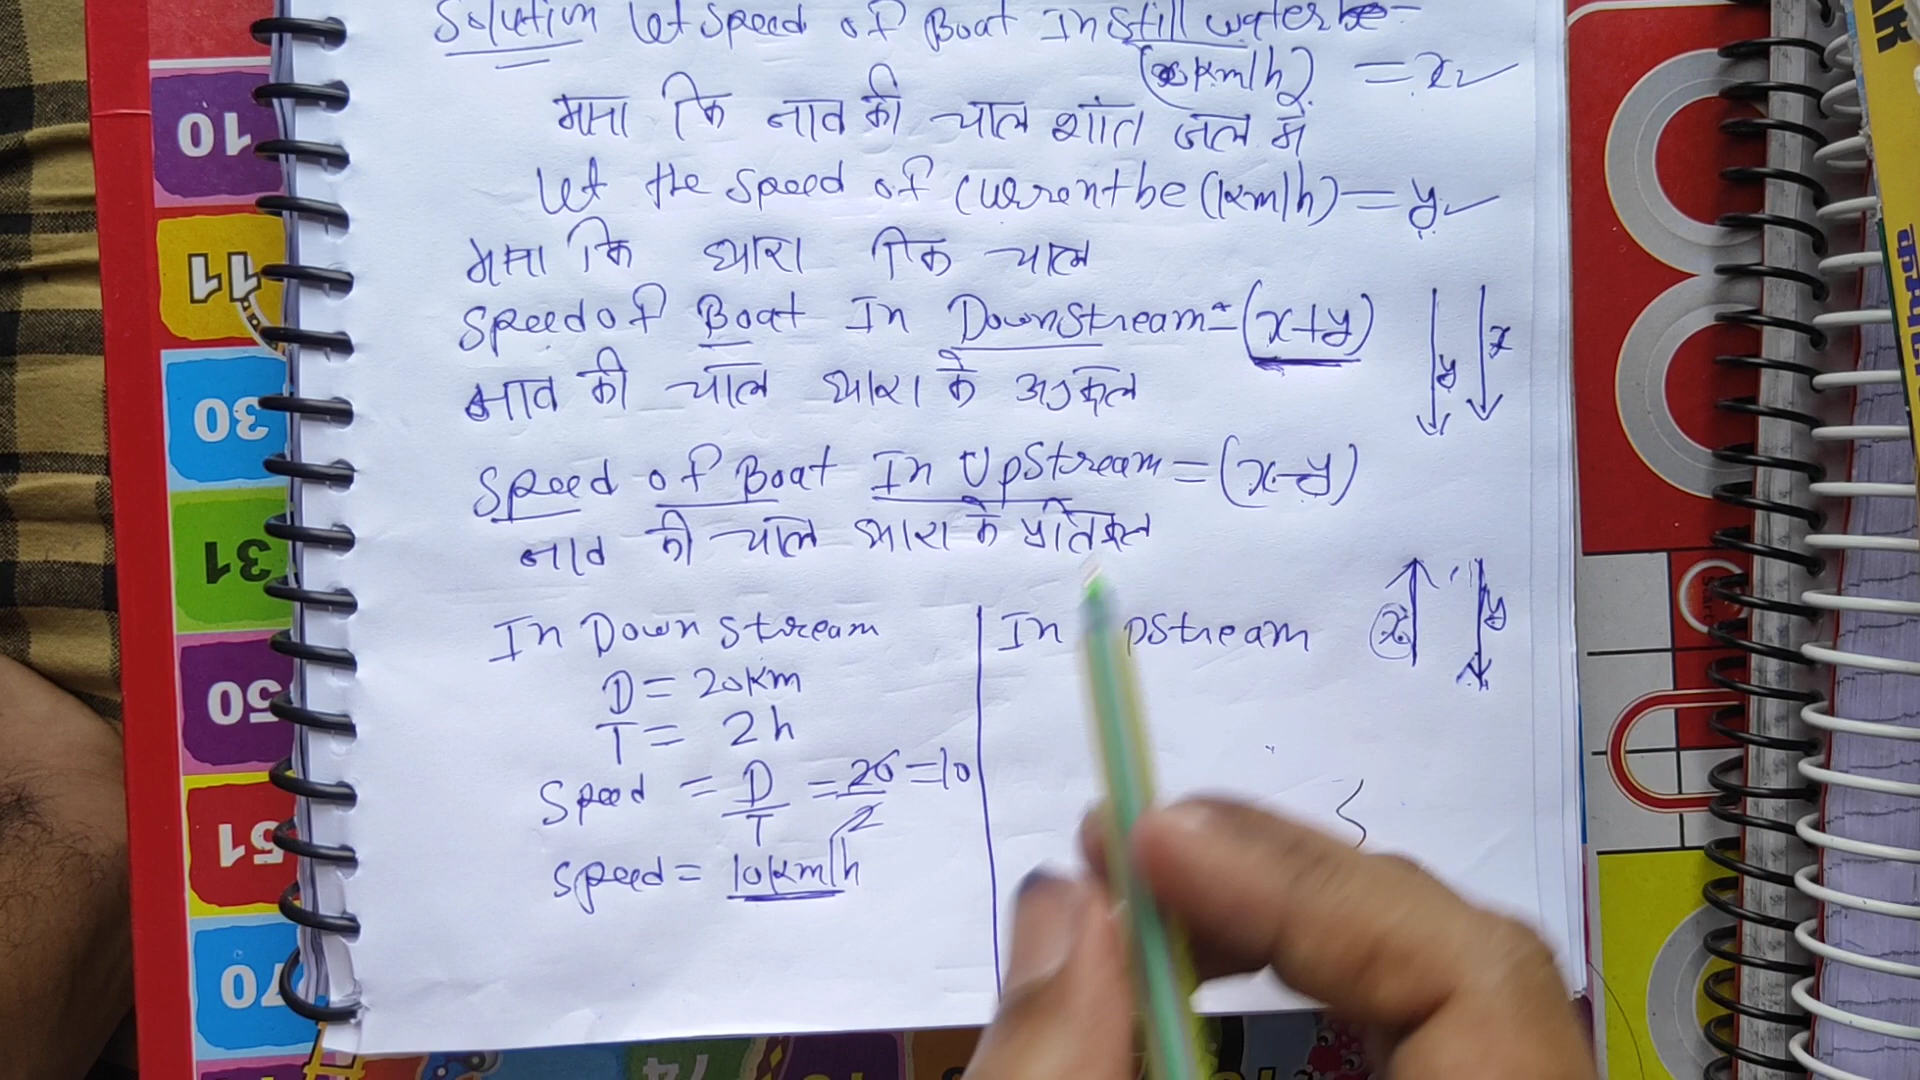 Solution let speed of Boat In Still water be
(km/h) = x
माना कि नाव की चाल शांत जल मे
let the speed of Current be (km/h) = y
माना कि धारा कि चाल
speed of Boat In Downstream = (x+y)
नाव की चाल धारा के अनुकूल
y x
speed of Boat In UpStream = (x-y)
नाव की चाल धारा के प्रतिकूल
In Down stream
D = 20km
T = 2h
Speed = D/T = 20/2 = 10
speed = 10km/h
In pstream
x y
10
11
30
31
50
51
70